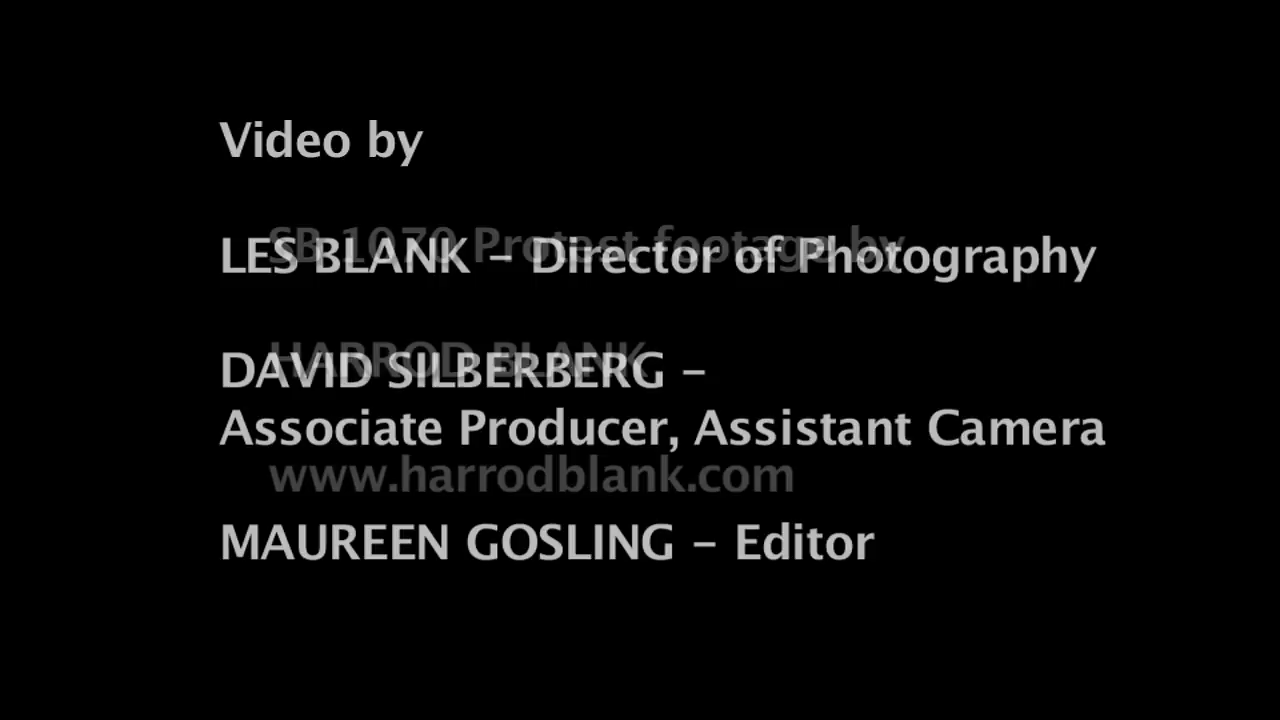 Video by
SB 1070 Protest footage by
LES BLANK – Director of Photography
HARROD BLANK
DAVID SILBERBERG –
Associate Producer, Assistant Camera
www.harrodblank.com
MAUREEN GOSLING – Editor